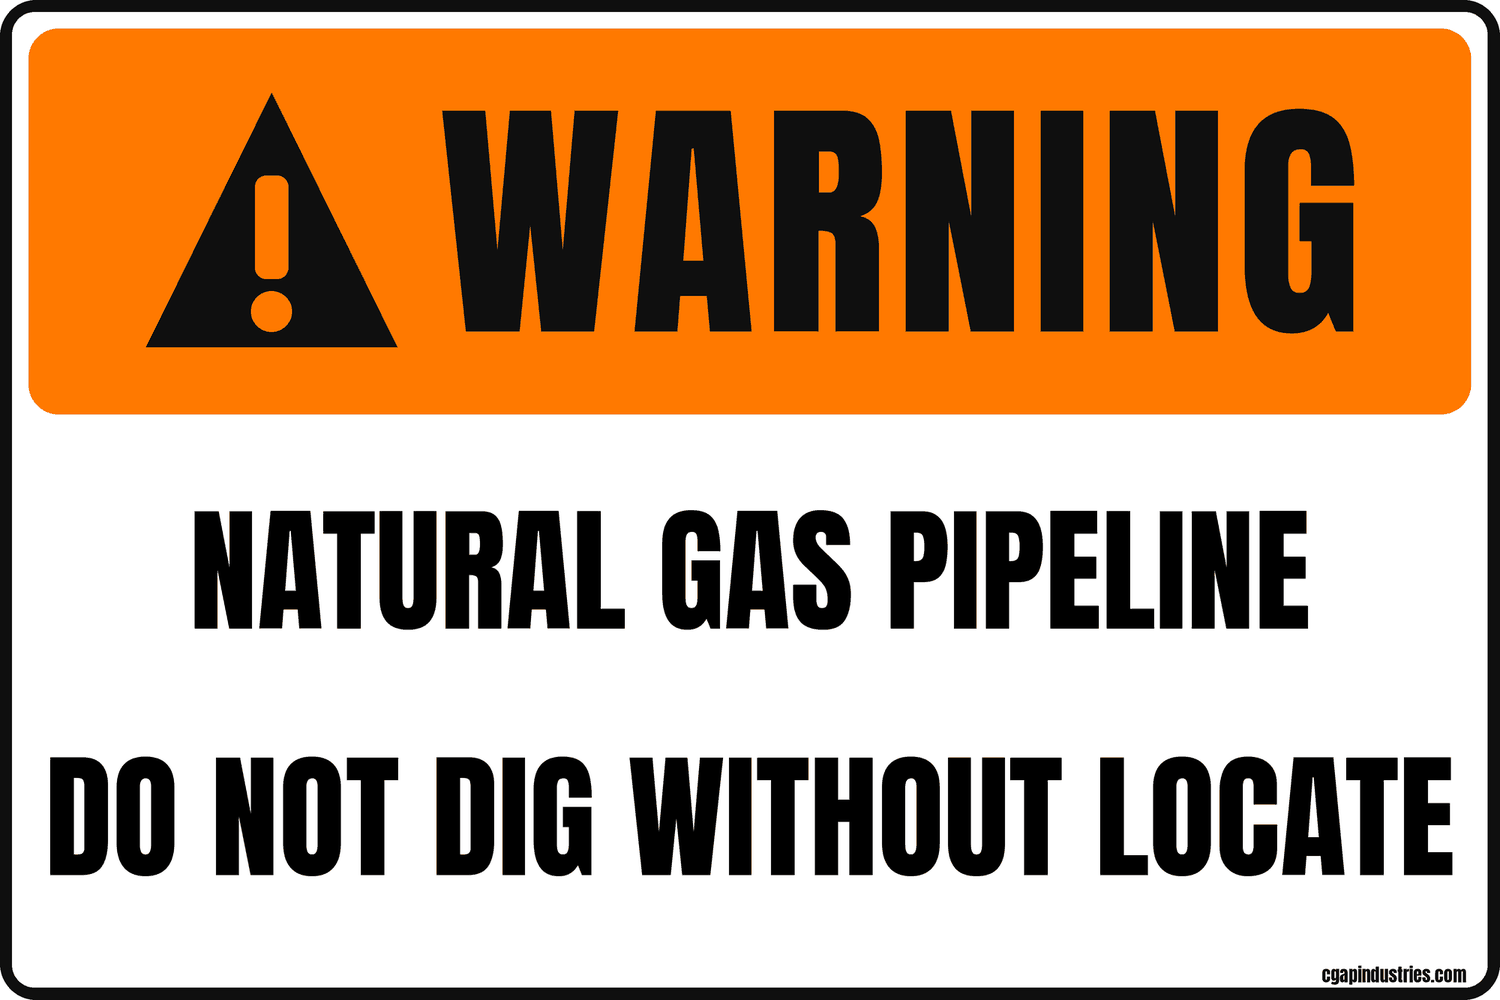 WARNING
NATURAL GAS PIPELINE
DO NOT DIG WITHOUT LOCATE
cgapindustries.com